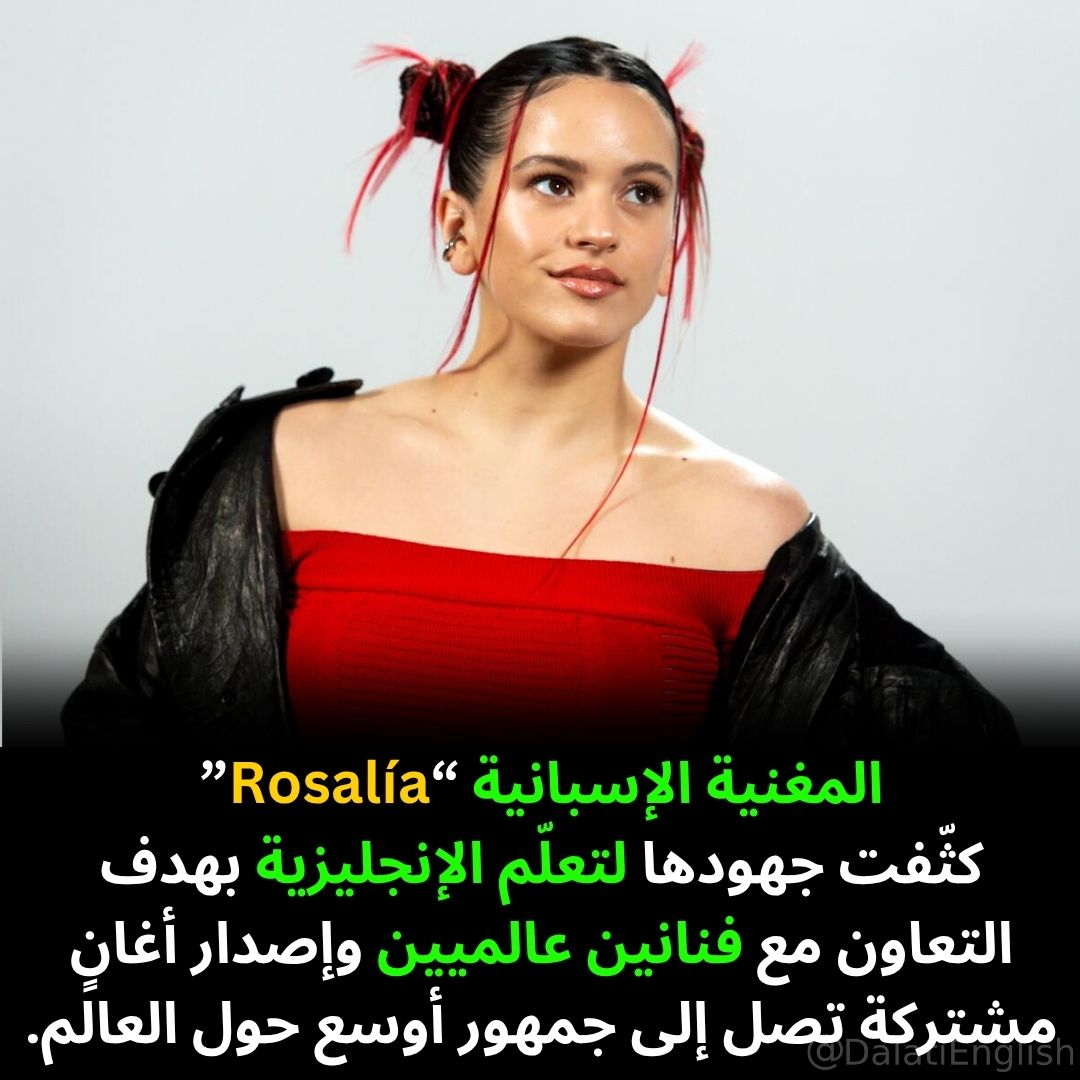 المغنية الإسبانية “Rosalía”
كثّفت جهودها لتعلّم الإنجليزية بهدف
التعاون مع فنانين عالميين وإصدار أغانٍ
مشتركة تصل إلى جمهور أوسع حول العالَم.
@DalatiEnglish